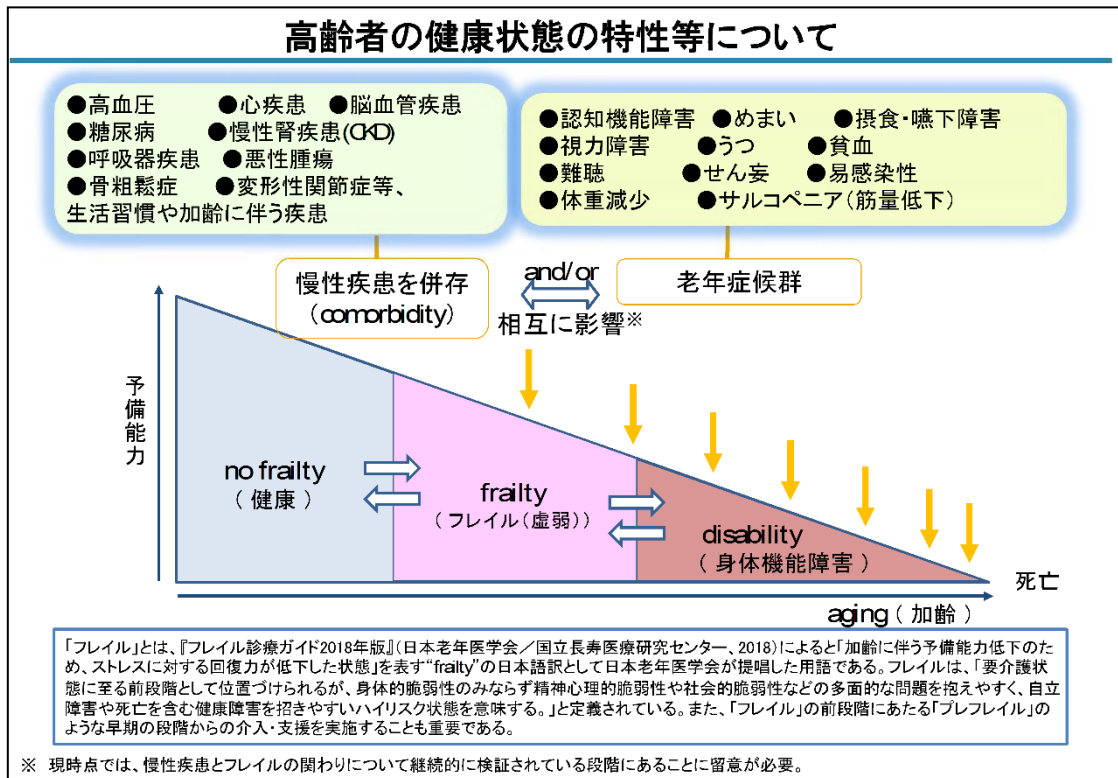 高齢者の健康状態の特性等について
●高血圧 ●心疾患 ●脳血管疾患
●糖尿病 ●慢性腎疾患(CKD)
●呼吸器疾患 ●悪性腫瘍
●骨粗鬆症 ●変形性関節症等、
生活習慣や加齢に伴う疾患
●認知機能障害 ●めまい ●摂食・嚥下障害
●視力障害 ●うつ ●貧血
●難聴 ●せん妄 ●易感染性
●体重減少 ●サルコペニア(筋量低下)
慢性疾患を併存
(comorbidity)
and/or
相互に影響※
老年症候群
予備能力
no frailty
(健康)
frailty
(フレイル(虚弱))
disability
(身体機能障害)
死亡
aging(加齢)
「フレイル」とは、『フレイル診療ガイド2018年版』(日本老年医学会/国立長寿医療研究センター、2018)によると「加齢に伴う予備能力低下のた
め、ストレスに対する回復力が低下した状態」を表す“frailty”の日本語訳として日本老年医学会が提唱した用語である。フレイルは、「要介護状
態に至る前段階として位置づけられるが、身体的脆弱性のみならず精神心理的脆弱性や社会的脆弱性などの多面的な問題を抱えやすく、自立
障害や死亡を含む健康障害を招きやすいハイリスク状態を意味する。」と定義されている。また、「フレイル」の前段階にあたる「プレフレイル」の
ような早期の段階からの介入・支援を実施することも重要である。
※ 現時点では、慢性疾患とフレイルの関わりについて継続的に検証されている段階にあることに留意が必要。